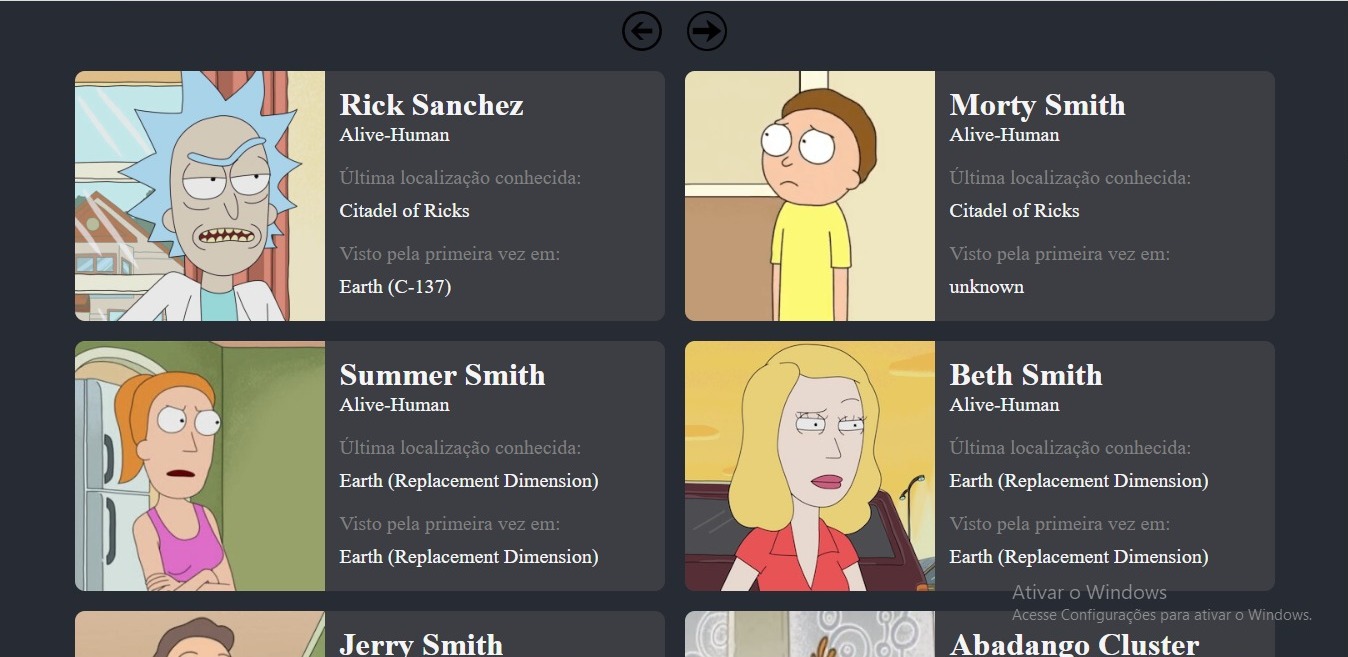 Rick Sanchez
Alive-Human
Última localização conhecida:
Citadel of Ricks
Visto pela primeira vez em:
Earth (C-137)
Morty Smith
Alive-Human
Última localização conhecida:
Citadel of Ricks
Visto pela primeira vez em:
unknown
Summer Smith
Alive-Human
Última localização conhecida:
Earth (Replacement Dimension)
Visto pela primeira vez em:
Earth (Replacement Dimension)
Beth Smith
Alive-Human
Última localização conhecida:
Earth (Replacement Dimension)
Visto pela primeira vez em:
Earth (Replacement Dimension)
Ativar o Windows
Acesse Configurações para ativar o Windows.
Jerry Smith
Abadango Cluster